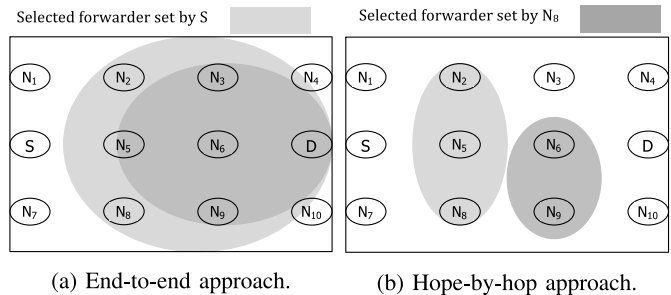 Selected forwarder set by S
Selected forwarder set by N₈
N₁ N₂ N₃ N₄
S N₅ N₆ D
N₇ N₈ N₉ N₁₀
(a) End-to-end approach.
N₁ N₂ N₃ N₄
S N₅ N₆ D
N₇ N₈ N₉ N₁₀
(b) Hope-by-hop approach.